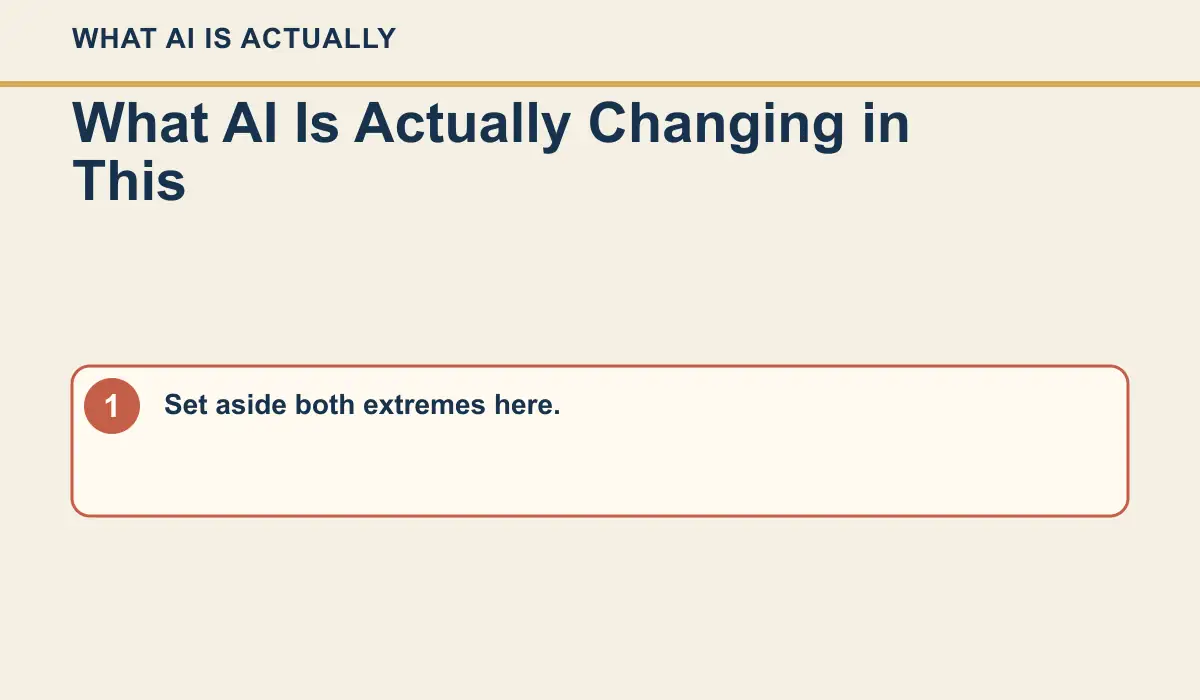 WHAT AI IS ACTUALLY
What AI Is Actually Changing in
This
1
Set aside both extremes here.